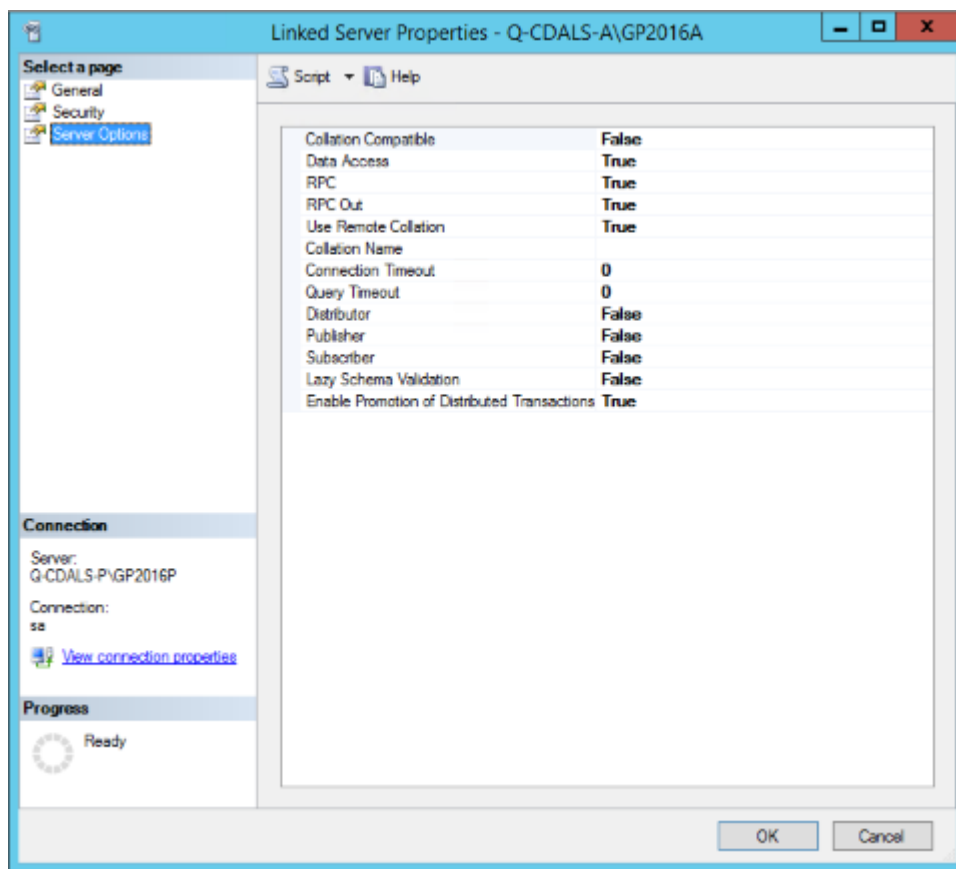 Linked Server Properties - Q-CDALS-A\GP2016A
Select a page
General
Security
Server Options
Script Help
Collation Compatible False
Data Access True
RPC True
RPC Out True
Use Remote Collation True
Collation Name
Connection Timeout 0
Query Timeout 0
Distributor False
Publisher False
Subscriber False
Lazy Schema Validation False
Enable Promotion of Distributed Transactions True
Connection
Server:
Q-CDALS-P\GP2016P
Connection:
sa
View connection properties
Progress
Ready
OK Cancel